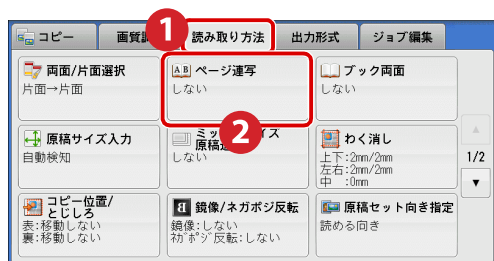 コピー
画質
1
読み取り方法
出力形式
ジョブ編集
両面/片面選択
片面→片面
AB
ページ連写
しない
ブック両面
しない
原稿サイズ入力
自動検知
2
ミッ
イズ
原稿
しない
わく消し
上下:2mm/2mm
左右:2mm/2mm
中 :0mm
1/2
コピー位置/
とじしろ
表:移動しない
裏:移動しない
鏡像/ネガポジ反転
鏡像:しない
ネガポジ反転:しない
原稿セット向き指定
読める向き